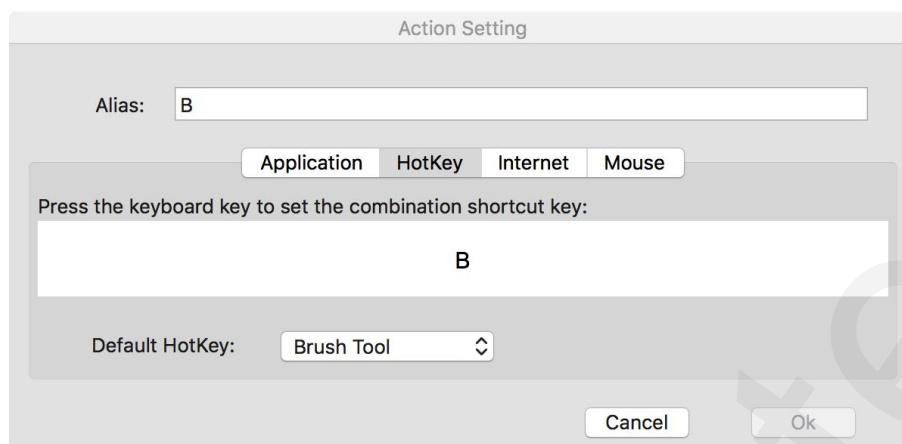 Action Setting
Alias: B
Application HotKey Internet Mouse
Press the keyboard key to set the combination shortcut key:
B
Default HotKey: Brush Tool
Cancel Ok